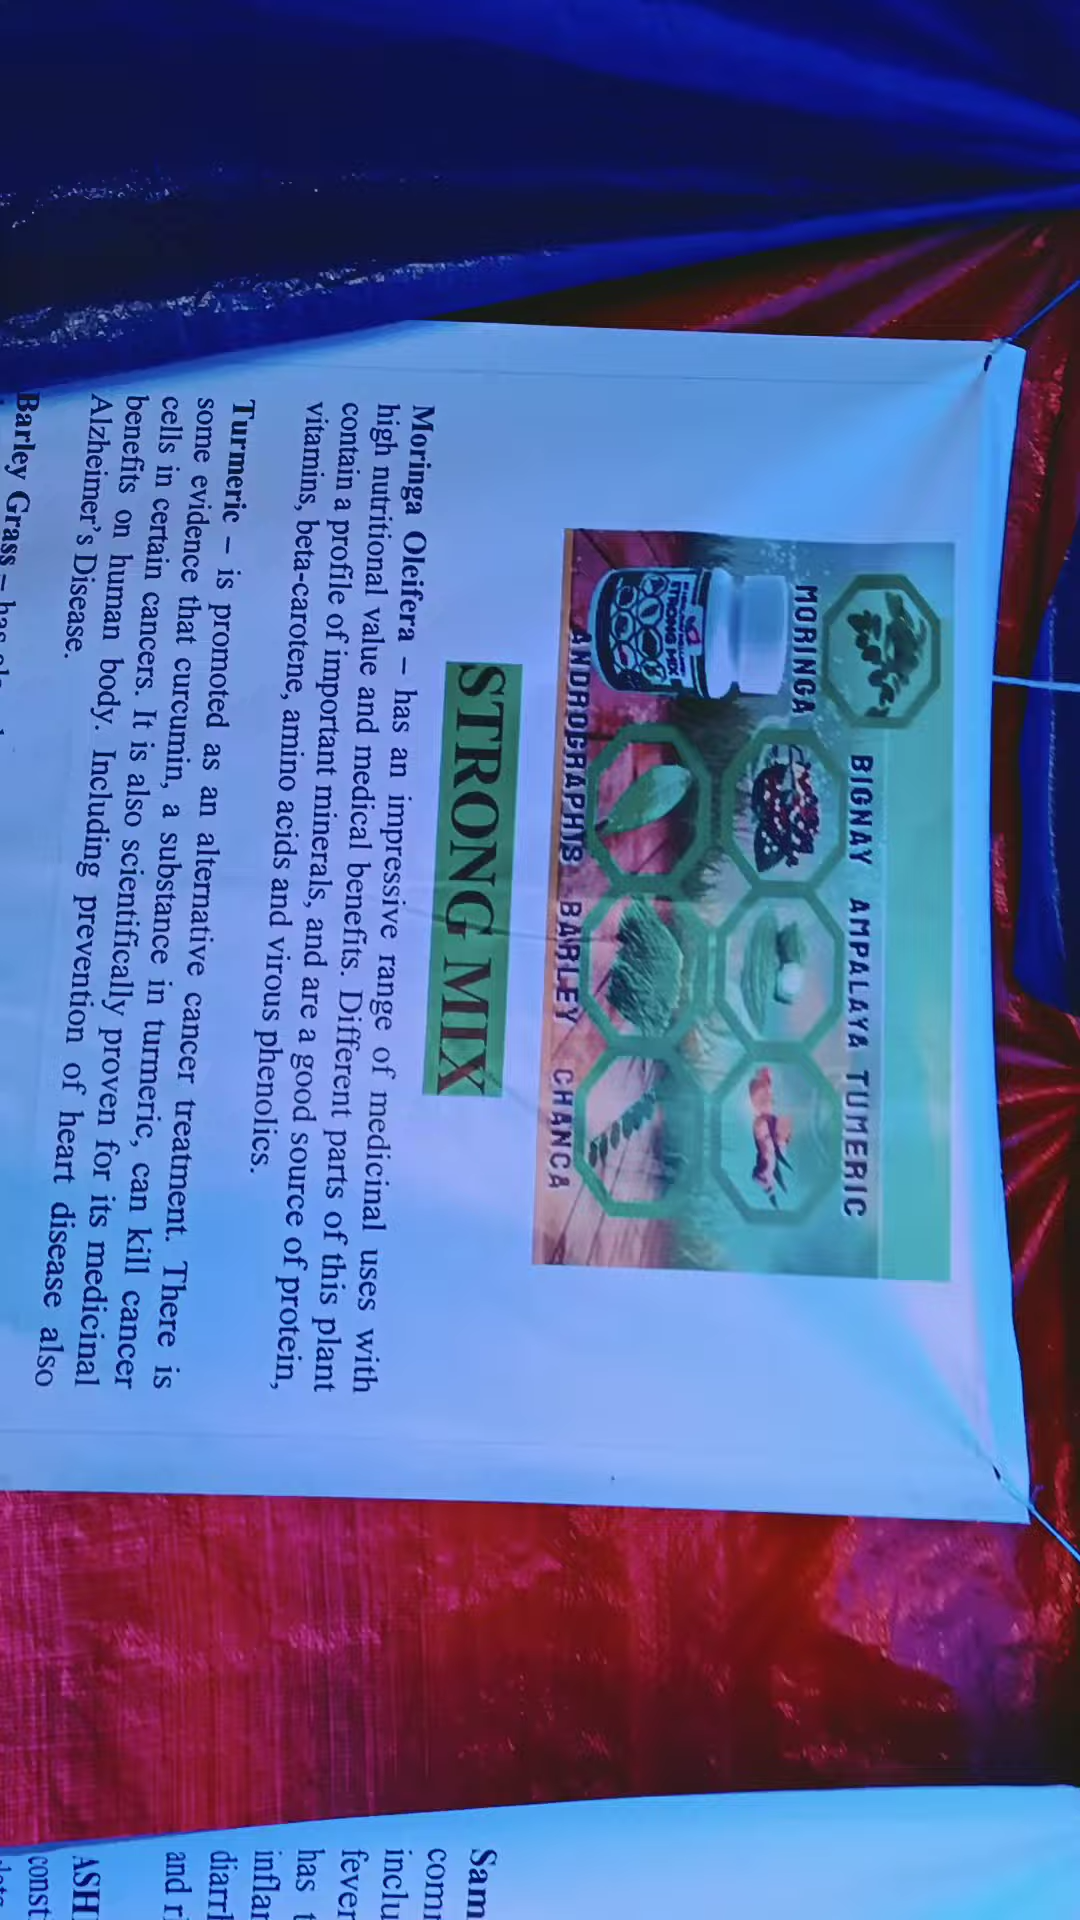 BIGNAY AMPALAYA TUMERIC
MORINGA
STRONG MIX
ANDROGRAPHIS BARLEY CHANCA
STRONG MIX
Moringa Oleifera – has an impressive range of medicinal uses with
high nutritional value and medical benefits. Different parts of this plant
contain a profile of important minerals, and are a good source of protein,
vitamins, beta-carotene, amino acids and virous phenolics.
Turmeric – is promoted as an alternative cancer treatment. There is
some evidence that curcumin, a substance in turmeric, can kill cancer
cells in certain cancers. It is also scientifically proven for its medicinal
benefits on human body. Including prevention of heart disease also
Alzheimer's Disease.
Barley Grass – has
Sam
com
inclu
fever
has
inflar
diarr
and r
ASH
const